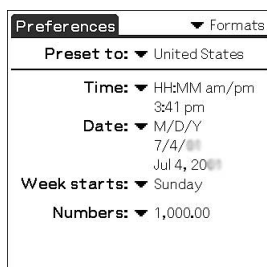 Preferences Formats
Preset to: United States
Time: HH:MM am/pm
3:41 pm
Date: M/D/Y
7/4/
Jul 4, 20
Week starts: Sunday
Numbers: 1,000.00